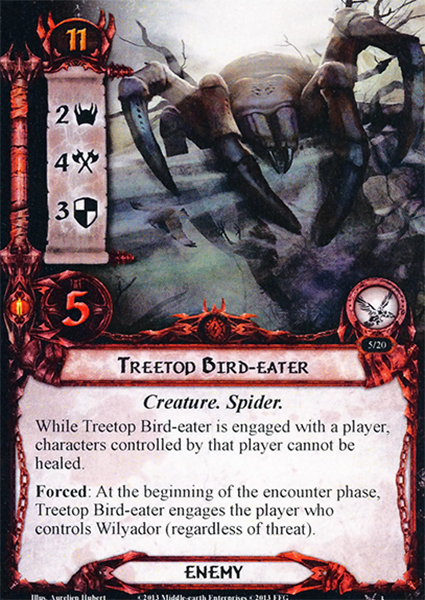 11
2
4
3
5
5/20
Treetop Bird-eater
Creature. Spider.
While Treetop Bird-eater is engaged with a player,
characters controlled by that player cannot be
healed.
Forced: At the beginning of the encounter phase,
Treetop Bird-eater engages the player who
controls Wilyador (regardless of threat).
ENEMY
Illus. Aurelien Hubert ©2013 Middle-earth Enterprises ©2013 FFG